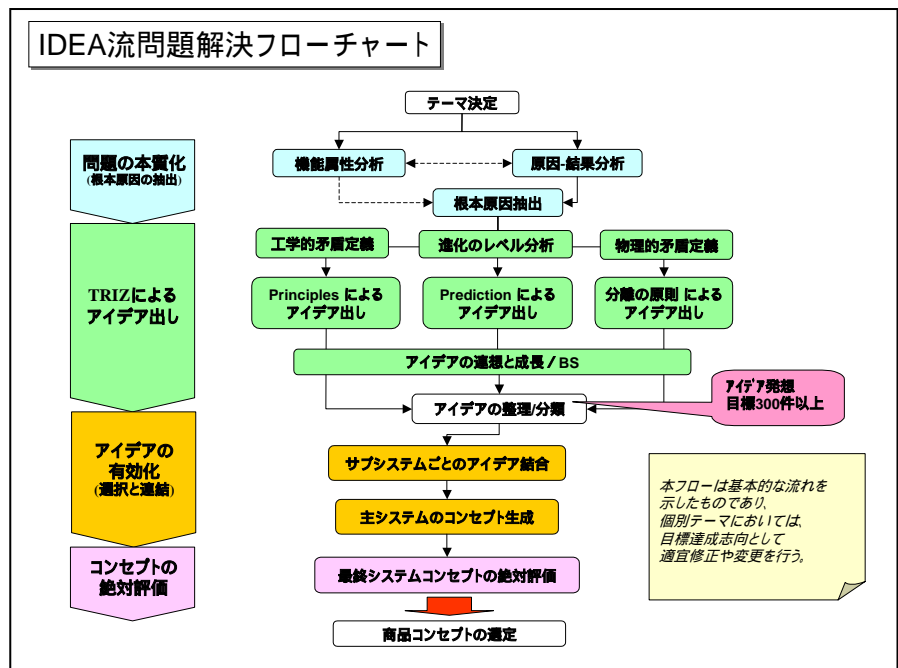 IDEA流問題解決フローチャート
テーマ決定
問題の本質化
(根本原因の抽出)
機能属性分析
原因-結果分析
根本原因抽出
工学的矛盾定義
進化のレベル分析
物理的矛盾定義
TRIZによる
アイデア出し
Principles による
アイデア出し
Prediction による
アイデア出し
分離の原則 による
アイデア出し
アイデアの連想と成長 / BS
アイデア発想
目標300件以上
アイデアの整理/分類
アイデアの
有効化
(選択と連結)
サブシステムごとのアイデア結合
主システムのコンセプト生成
本フローは基本的な流れを
示したものであり、
個別テーマにおいては、
目標達成志向として
適宜修正や変更を行う。
コンセプトの
絶対評価
最終システムコンセプトの絶対評価
商品コンセプトの選定